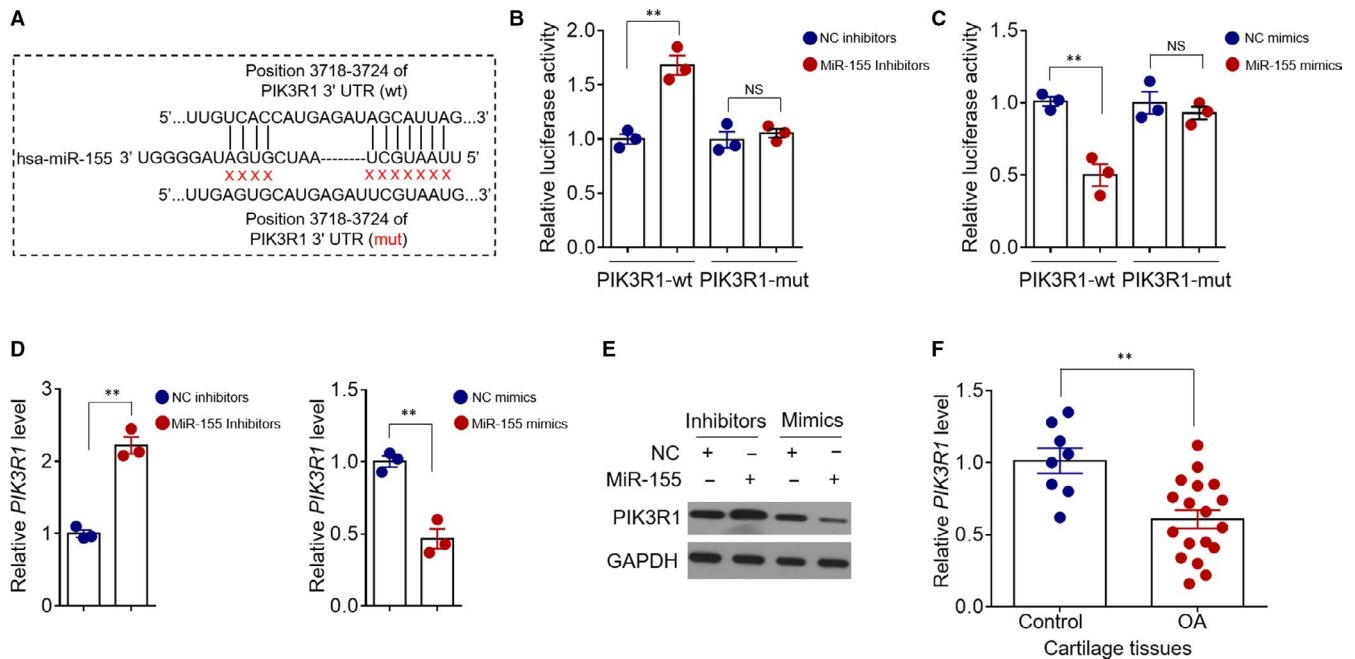 A
Position 3718-3724 of
PIK3R1 3' UTR (wt)
5'...UUGUCACCAUGAGAUAGCAUUAG...3'
hsa-miR-155 3' UGGGGAUAGUGCUAA--------UCGUAAUU 5'
XXXX XXXXXXX
5'...UUGAGUGCAUGAGAUUCGUAAUG...3'
Position 3718-3724 of
PIK3R1 3' UTR (mut)
B
Relative luciferase activity
2.0
1.5
1.0
0.5
0.0
**
NS
NC inhibitors
MiR-155 Inhibitors
PIK3R1-wt PIK3R1-mut
C
Relative luciferase activity
1.5
1.0
0.5
0.0
**
NS
NC mimics
MiR-155 mimics
PIK3R1-wt PIK3R1-mut
D
Relative PIK3R1 level
3
2
1
0
**
NC inhibitors
MiR-155 Inhibitors
Relative PIK3R1 level
1.5
1.0
0.5
0.0
**
NC mimics
MiR-155 mimics
E
Inhibitors Mimics
NC + – + –
MiR-155 – + – +
PIK3R1
GAPDH
F
Relative PIK3R1 level
1.5
1.0
0.5
0.0
**
Control OA
Cartilage tissues